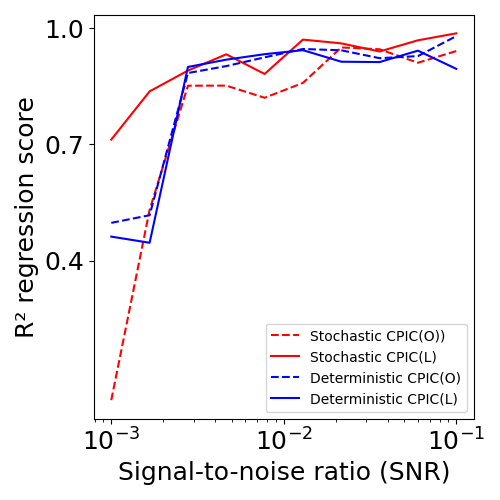 1.0
0.7
0.4
R² regression score
Stochastic CPIC(O))
Stochastic CPIC(L)
Deterministic CPIC(O)
Deterministic CPIC(L)
10⁻³ 10⁻² 10⁻¹
Signal-to-noise ratio (SNR)